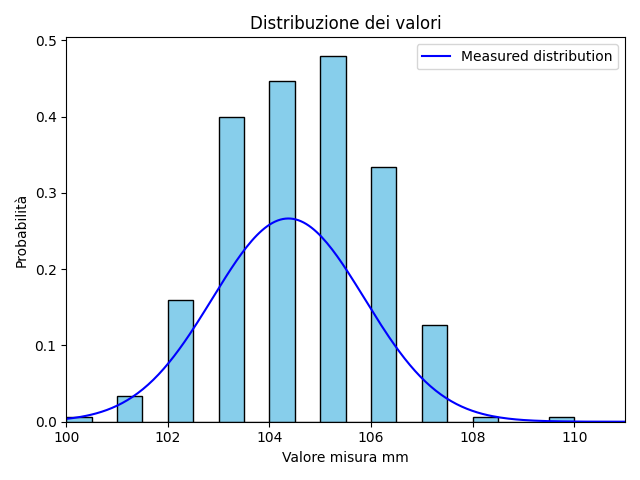 Distribuzione dei valori
Measured distribution
0.5
0.4
0.3
0.2
0.1
0.0
Probabilità
100 102 104 106 108 110
Valore misura mm